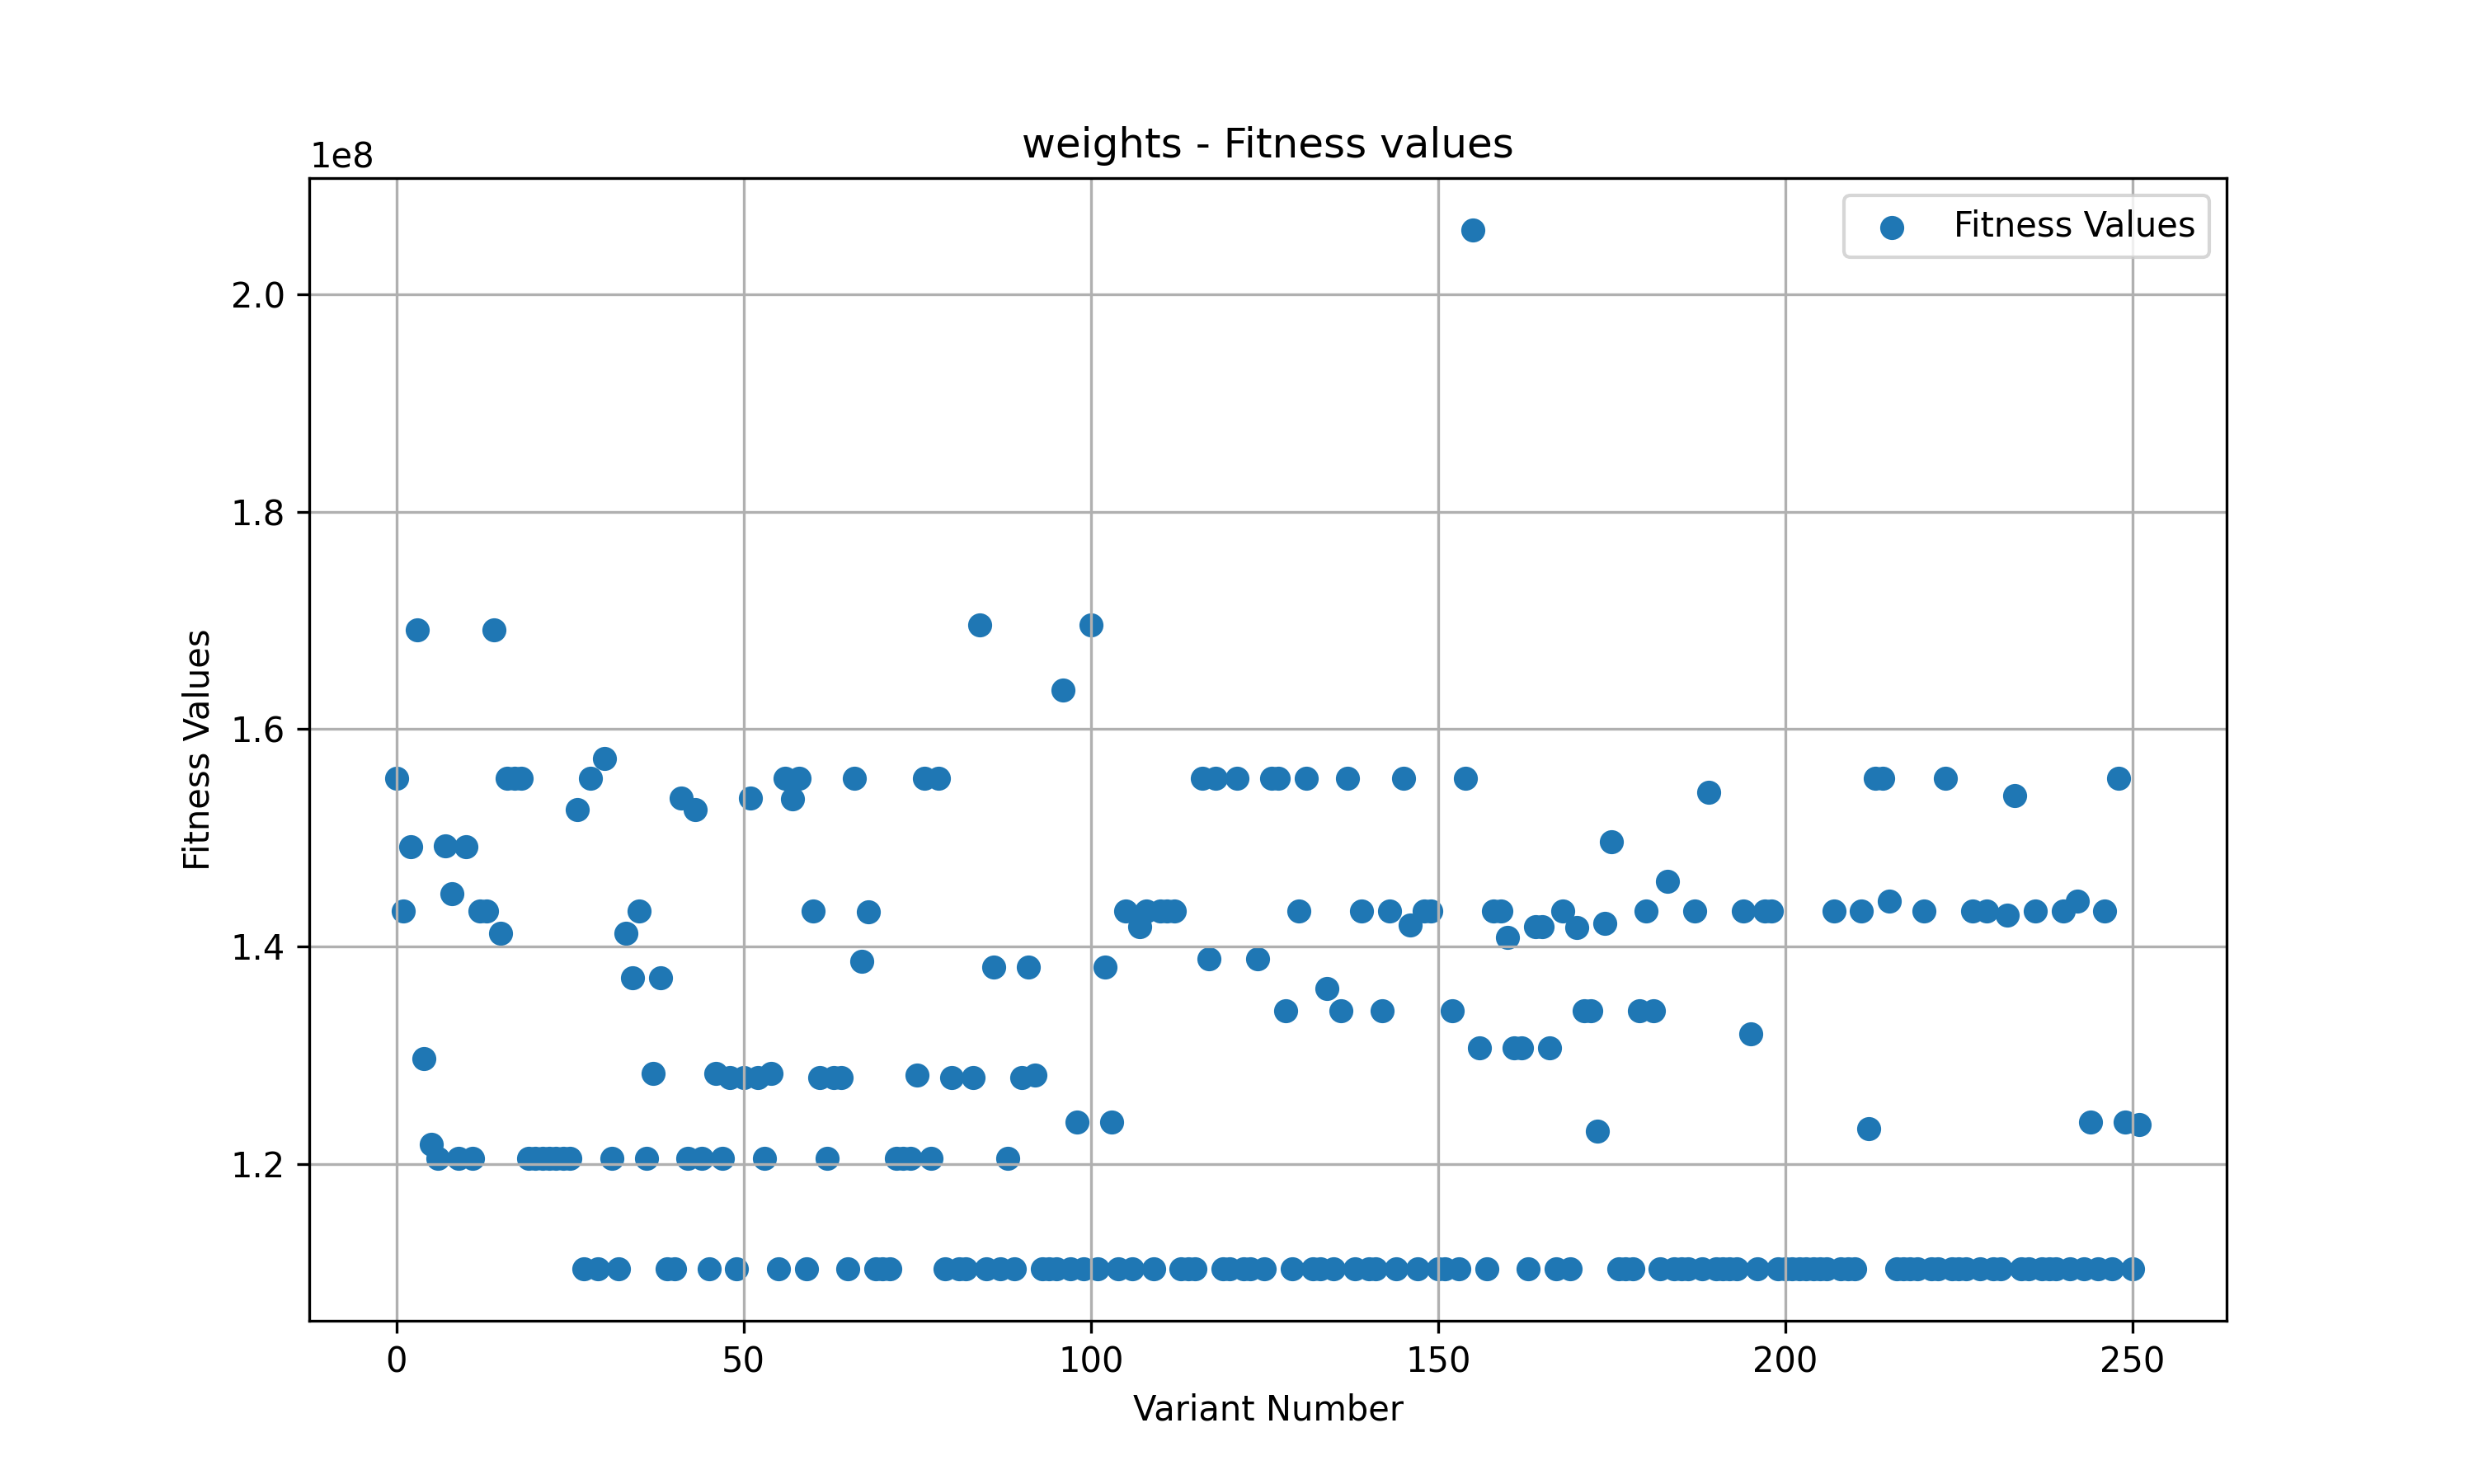 weights - Fitness values
1e8
Fitness Values
2.0
1.8
1.6
1.4
1.2
Fitness Values
0 50 100 150 200 250
Variant Number